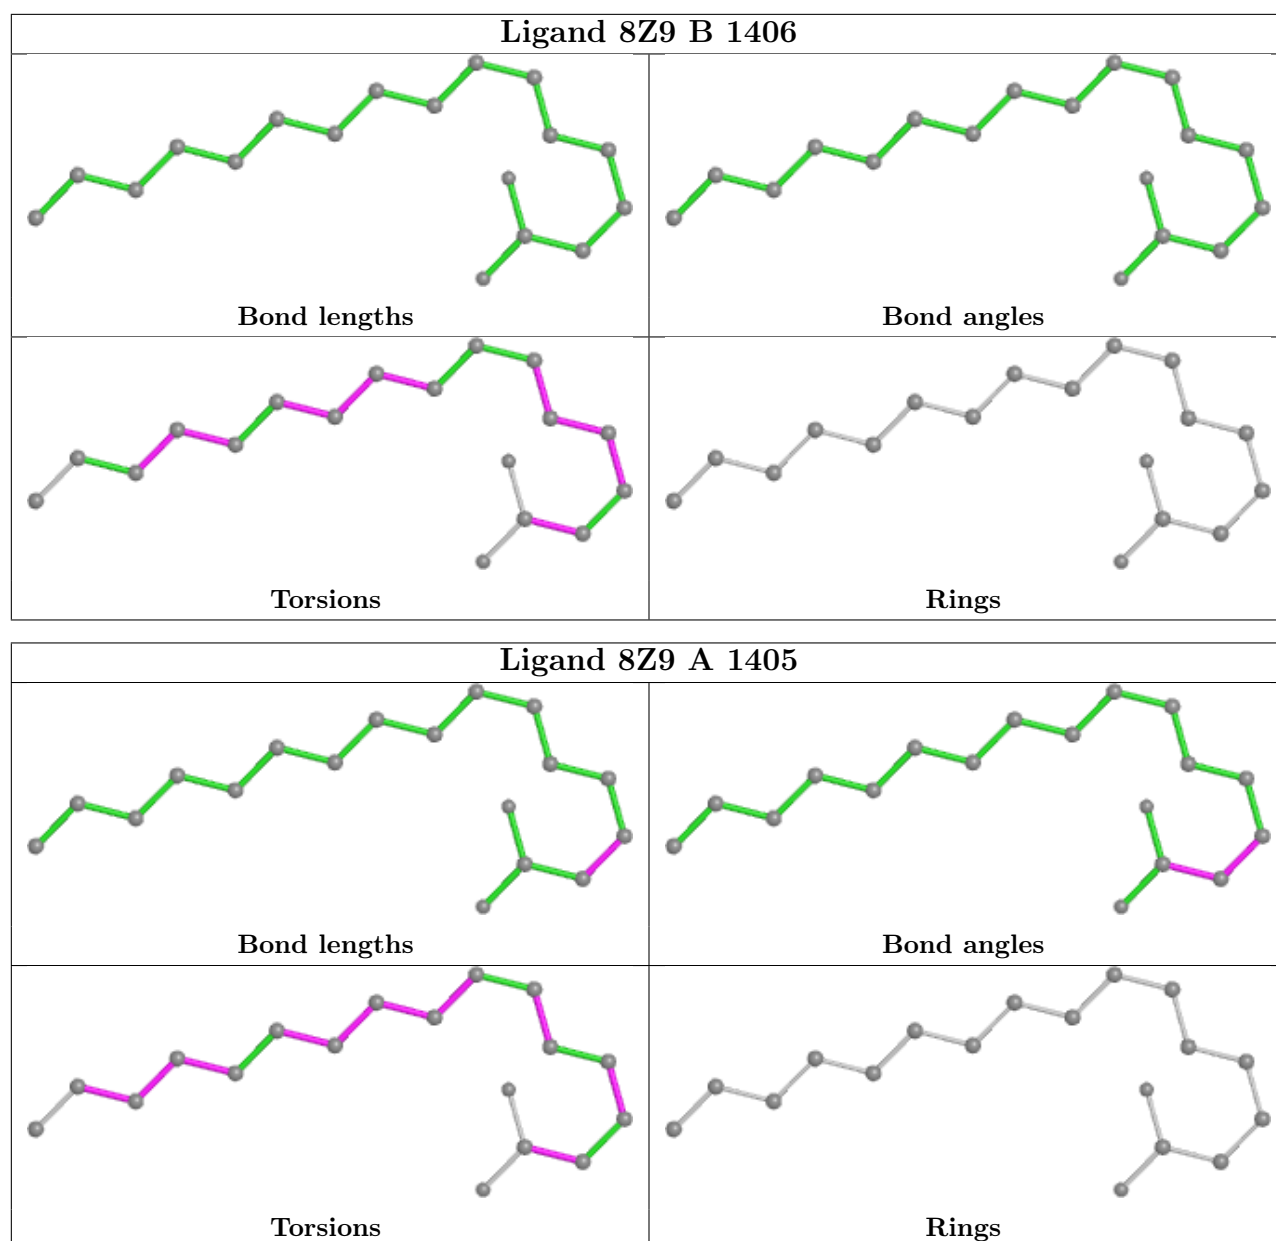 Ligand 8Z9 B 1406
Bond lengths
Bond angles
Torsions
Rings
Ligand 8Z9 A 1405
Bond lengths
Bond angles
Torsions
Rings